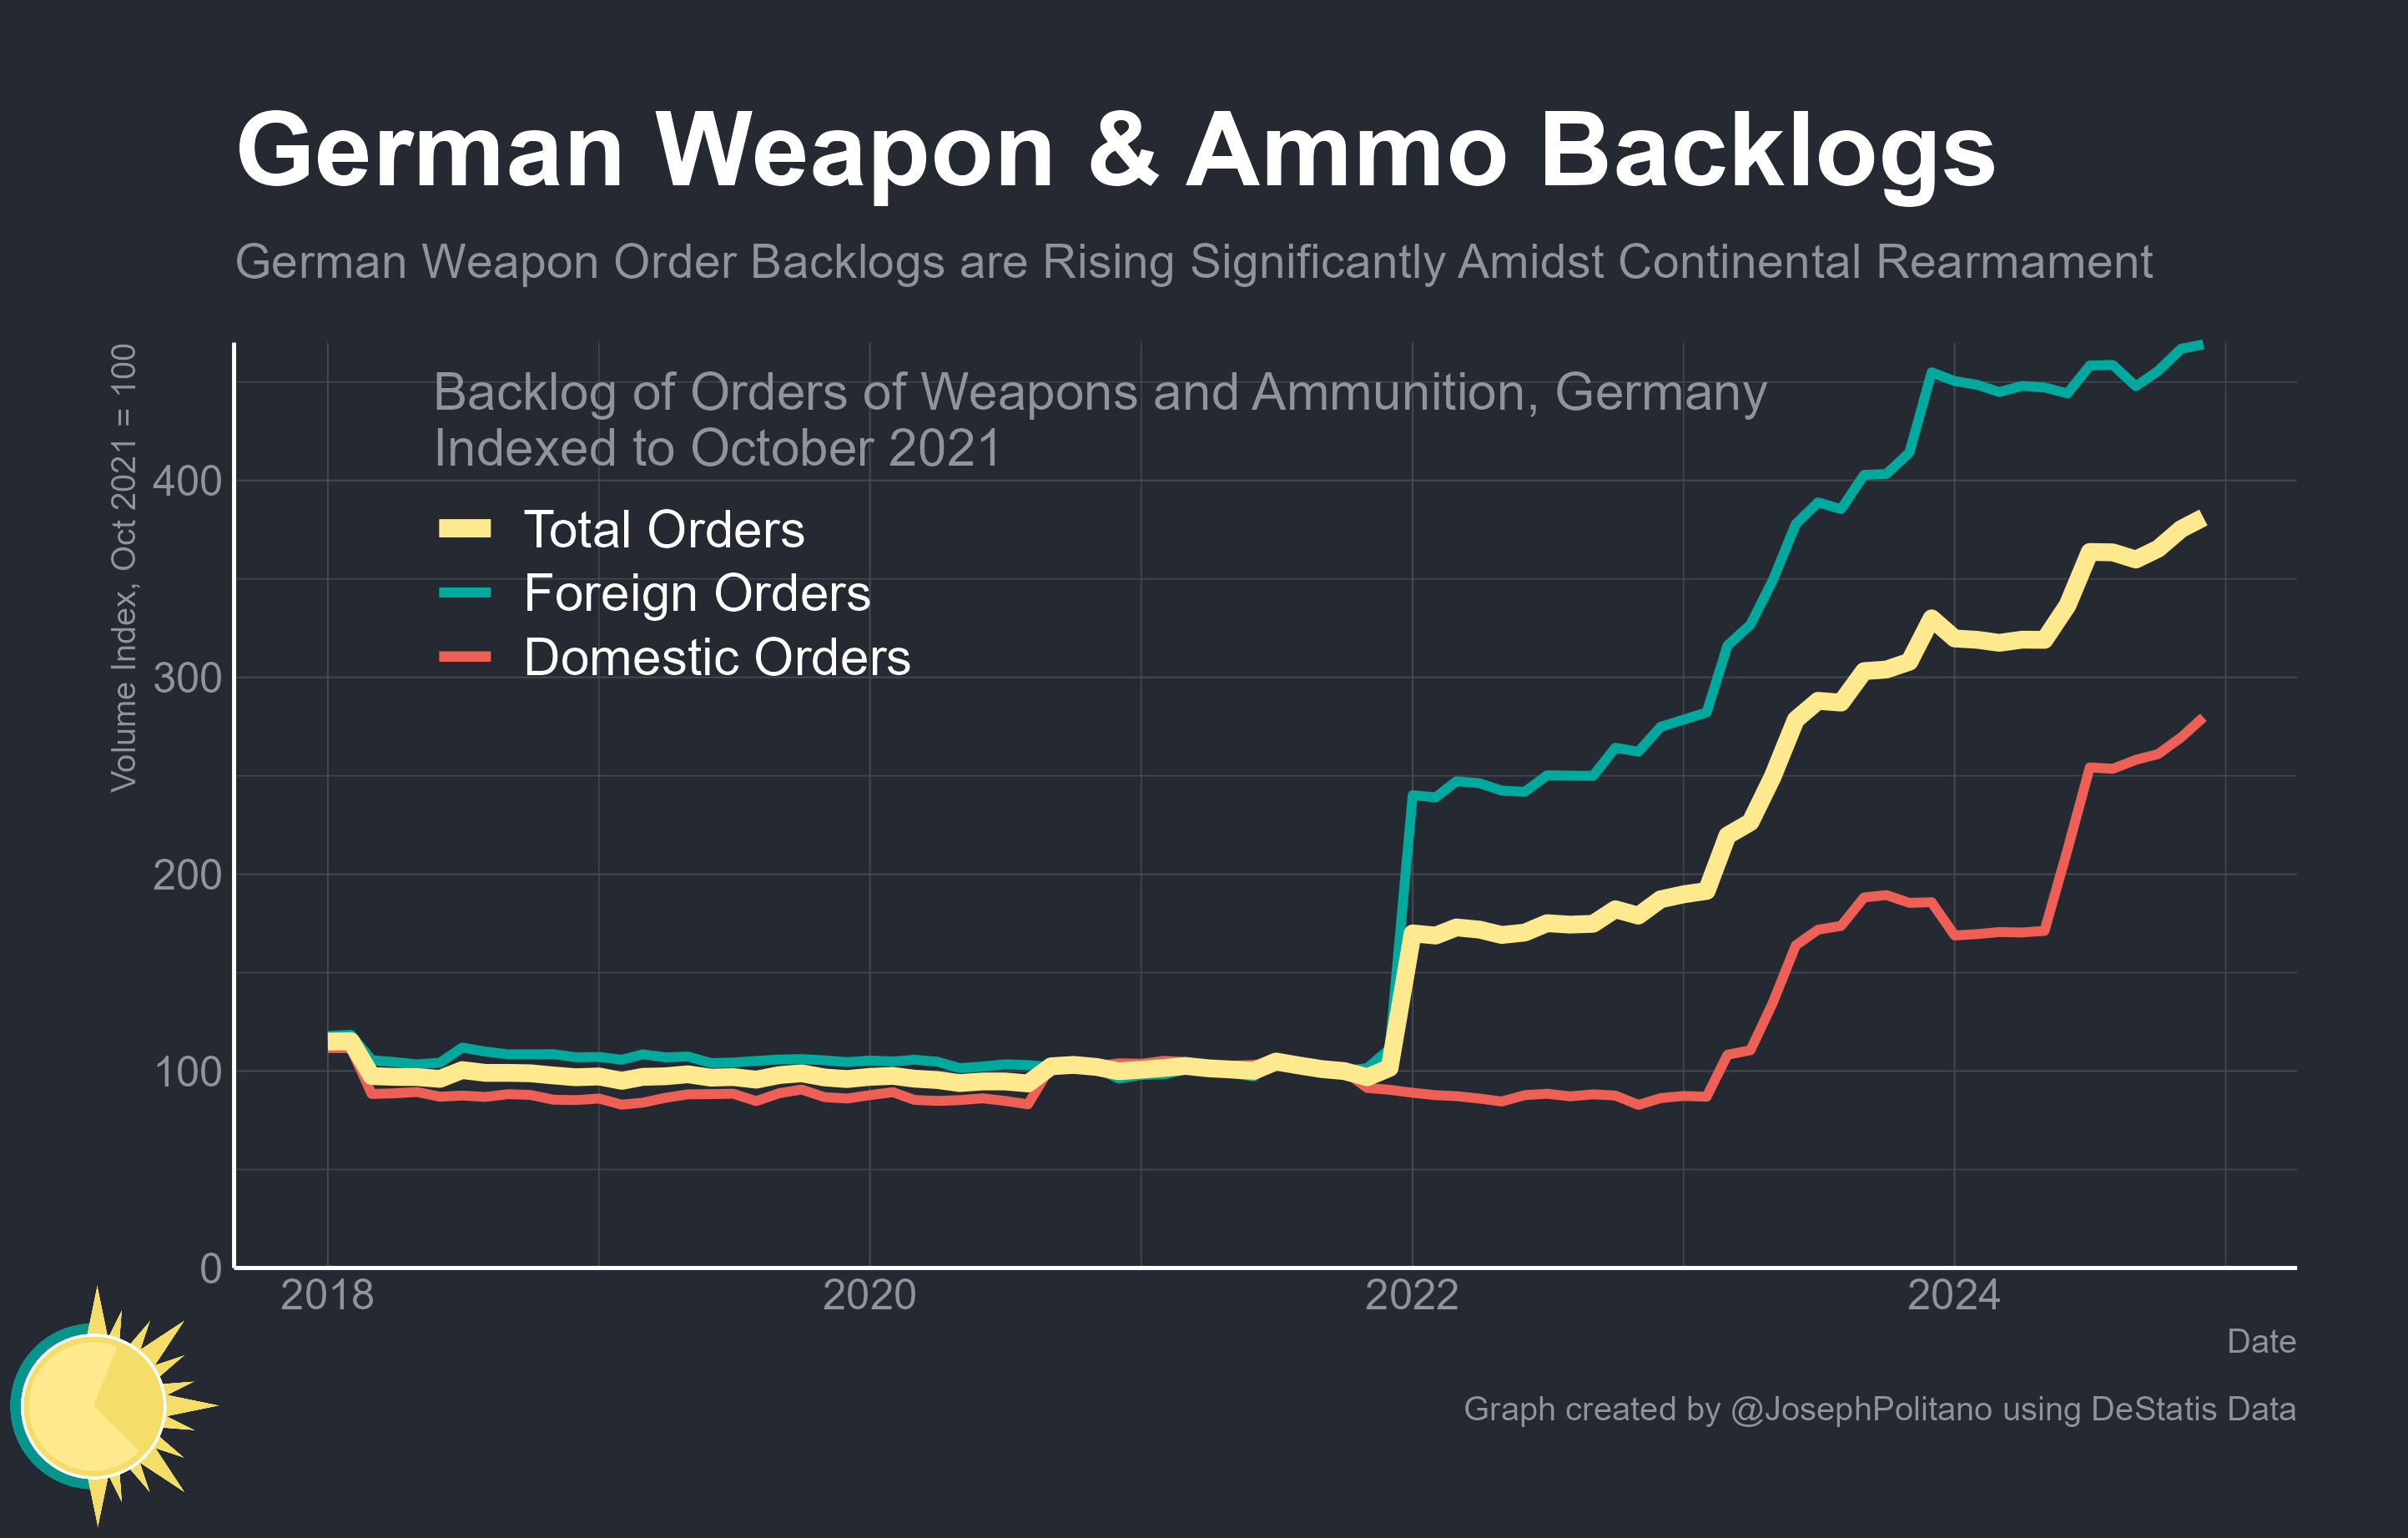 German Weapon & Ammo Backlogs
German Weapon Order Backlogs are Rising Significantly Amidst Continental Rearmament
Volume Index, Oct 2021 = 100
Backlog of Orders of Weapons and Ammunition, Germany
Indexed to October 2021
Total Orders
Foreign Orders
Domestic Orders
400
300
200
100
0
2018 2020 2022 2024
Date
Graph created by @JosephPolitano using DeStatis Data